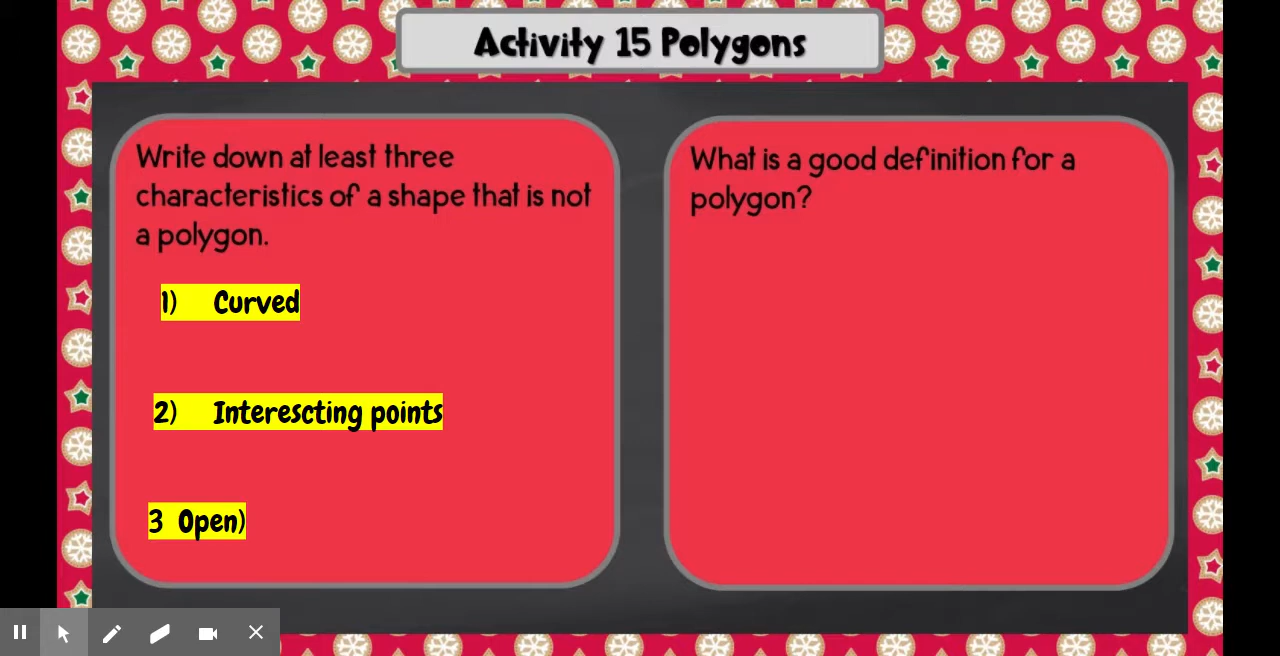 Activity 15 Polygons
Write down at least three
characteristics of a shape that is not
a polygon.
1) Curved
2) Interescting points
3 Open)
What is a good definition for a
polygon?